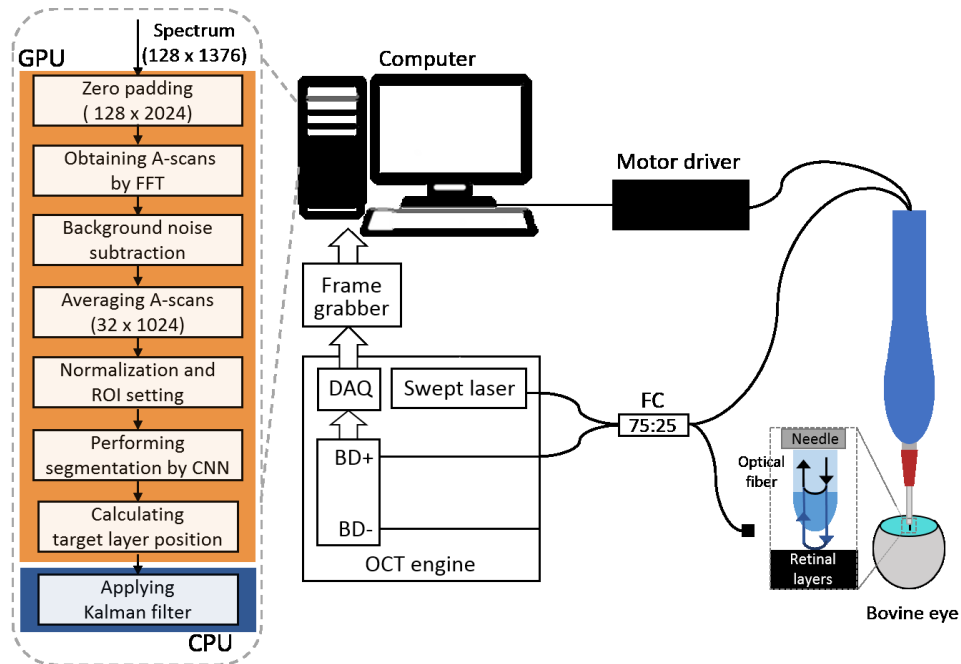 Spectrum
(128 x 1376)
GPU
Zero padding
( 128 x 2024)
Obtaining A-scans
by FFT
Background noise
subtraction
Averaging A-scans
(32 x 1024)
Normalization and
ROI setting
Performing
segmentation by CNN
Calculating
target layer position
Applying
Kalman filter
CPU
Computer
Motor driver
Frame
grabber
DAQ
Swept laser
BD+
BD-
OCT engine
FC
75:25
Needle
Optical
fiber
Retinal
layers
Bovine eye